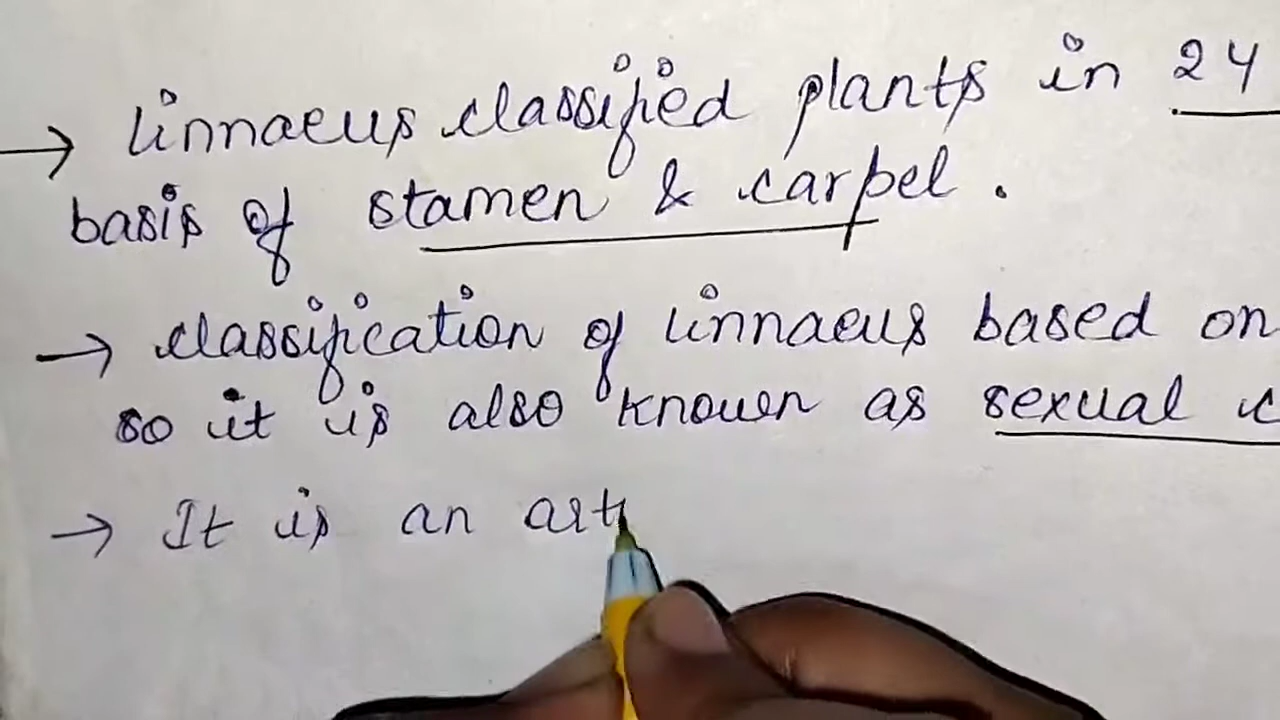 → Linnaeus classified plants in 24
basis of stamen & carpel.
→ classification of Linnaeus based on
so it is also known as sexual c
→ It is an art